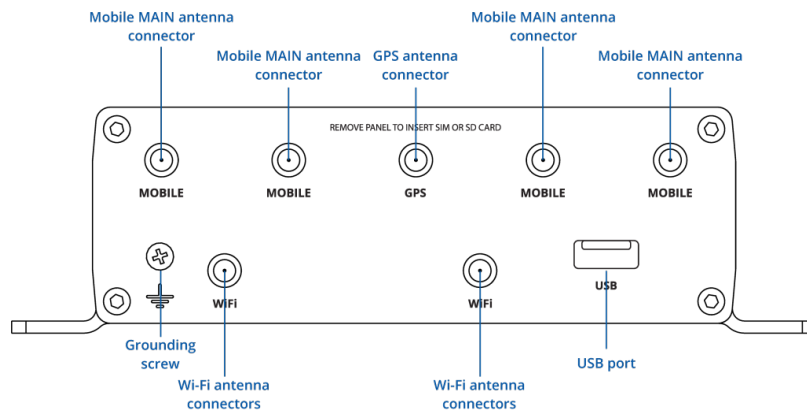 Mobile MAIN antenna
connector
Mobile MAIN antenna
connector
GPS antenna
connector
Mobile MAIN antenna
connector
Mobile MAIN antenna
connector
REMOVE PANEL TO INSERT SIM OR SD CARD
MOBILE
MOBILE
GPS
MOBILE
MOBILE
WiFi
WiFi
USB
Grounding
screw
Wi-Fi antenna
connectors
Wi-Fi antenna
connectors
USB port